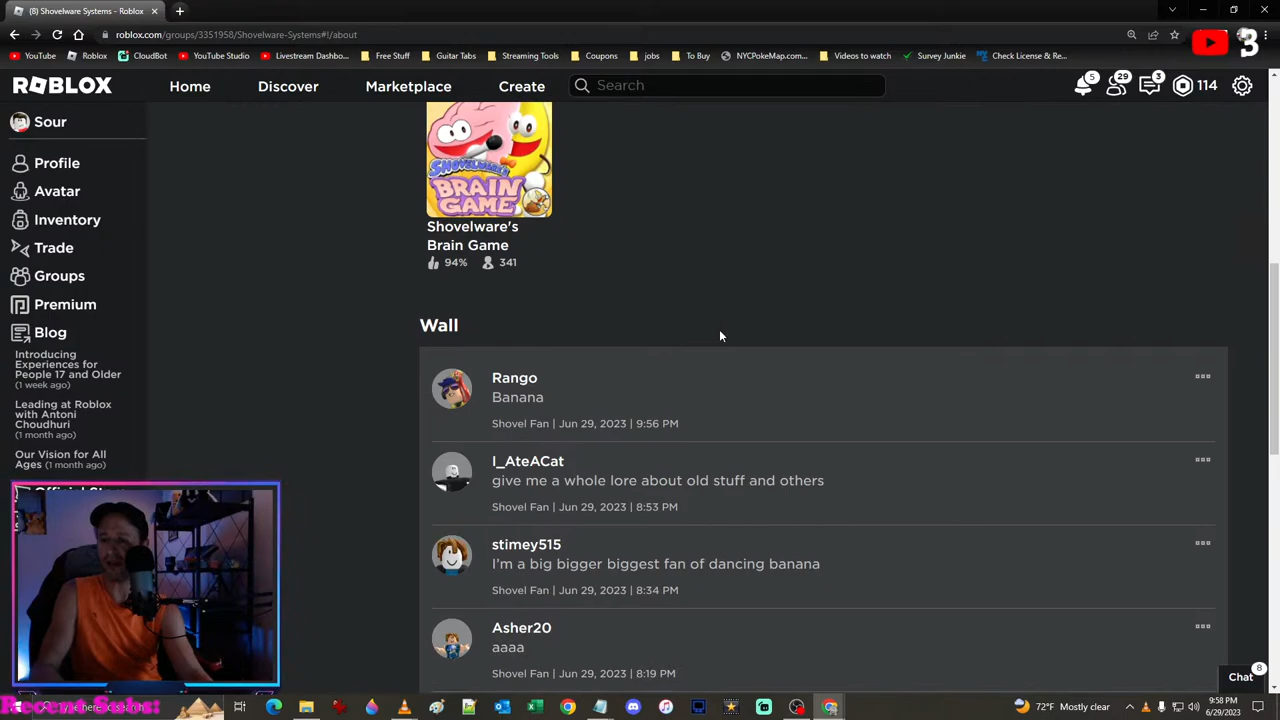 (8) Shovelware Systems - Roblox
roblox.com/groups/3351958/Shovelware-Systems#!/about
YouTube
Roblox
CloudBot
YouTube Studio
Livestream Dashbo...
Free Stuff
Guitar Tabs
Streaming Tools
Coupons
jobs
To Buy
NYCPokeMap.com
Videos to watch
Survey Junkie
Check License & Re...
3
ROBLOX
Home
Discover
Marketplace
Create
Search
5
29
3
114
Sour
Profile
Avatar
Inventory
Trade
Groups
Premium
Blog
Introducing
Experiences for
People 17 and Older
(1 week ago)
Leading at Roblox
with Antoni
Choudhuri
(1 month ago)
Our Vision for All
Ages (1 month ago)
SHOVELWARE'S
BRAIN
GAME
Shovelware's
Brain Game
94%
341
Wall
Rango
Banana
Shovel Fan | Jun 29, 2023 | 9:56 PM
I_AteACat
give me a whole lore about old stuff and others
Shovel Fan | Jun 29, 2023 | 8:53 PM
stimey515
I'm a big bigger biggest fan of dancing banana
Shovel Fan | Jun 29, 2023 | 8:34 PM
Asher20
aaaa
Shovel Fan | Jun 29, 2023 | 8:19 PM
Chat
8
Recent Subs:
72°F Mostly clear
9:58 PM
6/29/2023